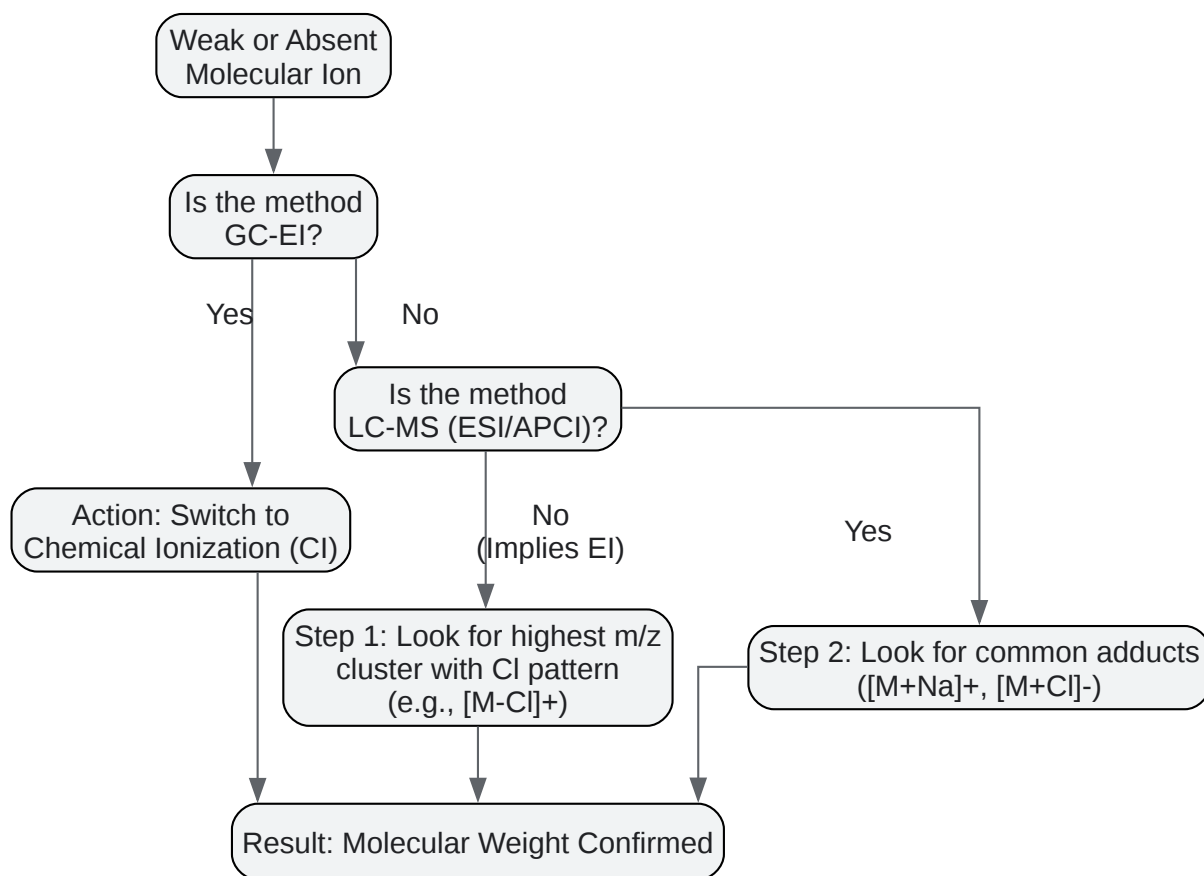 Weak or Absent
Molecular Ion
Is the method
GC-EI?
Yes
No
Is the method
LC-MS (ESI/APCI)?
Action: Switch to
Chemical Ionization (CI)
No
(Implies EI)
Yes
Step 1: Look for highest m/z
cluster with Cl pattern
(e.g., [M-Cl]+)
Step 2: Look for common adducts
([M+Na]+, [M+Cl]-)
Result: Molecular Weight Confirmed